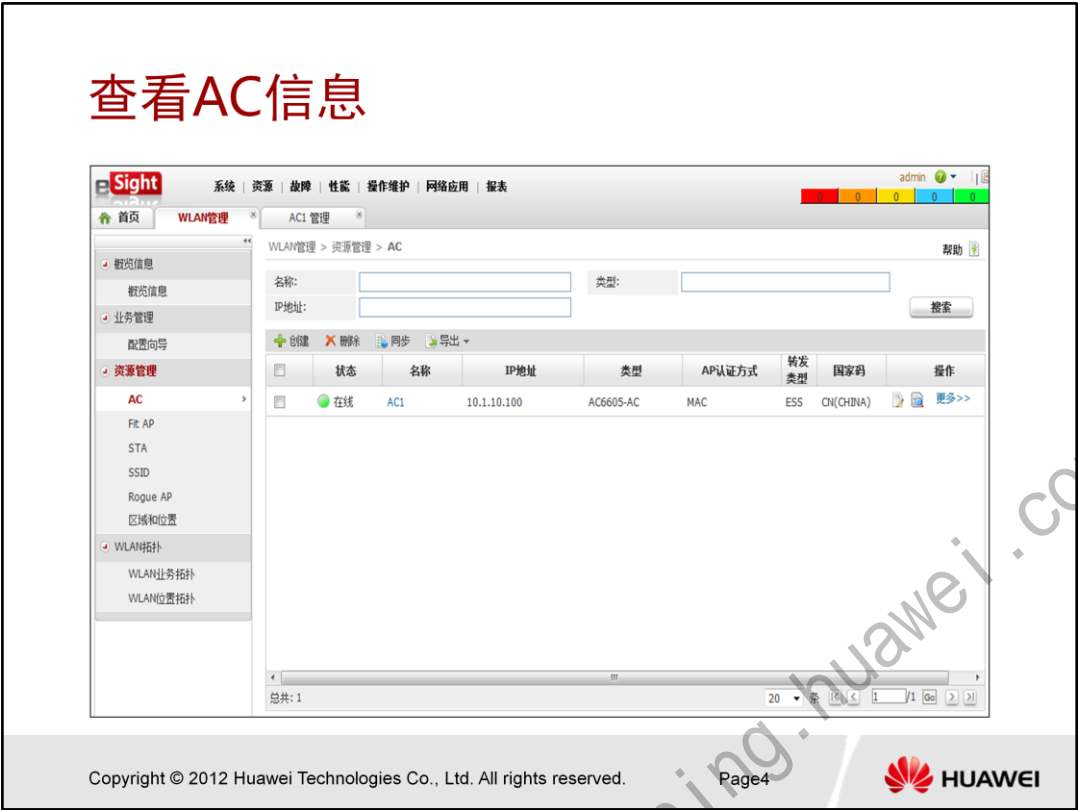 查看AC信息
eSight
系统 | 资源 | 故障 | 性能 | 操作维护 | 网络应用 | 报表
admin
0 0 0 0 0
首页 WLAN管理 AC1 管理
概览信息
概览信息
业务管理
配置向导
资源管理
AC
Fit AP
STA
SSID
Rogue AP
区域和位置
WLAN拓扑
WLAN业务拓扑
WLAN位置拓扑
WLAN管理 > 资源管理 > AC
帮助
名称: 类型:
IP地址: 搜索
创建 删除 同步 导出
状态 名称 IP地址 类型 AP认证方式 转发类型 国家码 操作
在线 AC1 10.1.10.100 AC6605-AC MAC ESS CN(CHINA) 更多>>
总共: 1 20 条 1 /1 Go
Copyright © 2012 Huawei Technologies Co., Ltd. All rights reserved. Page4 HUAWEI
ing.huawei.co